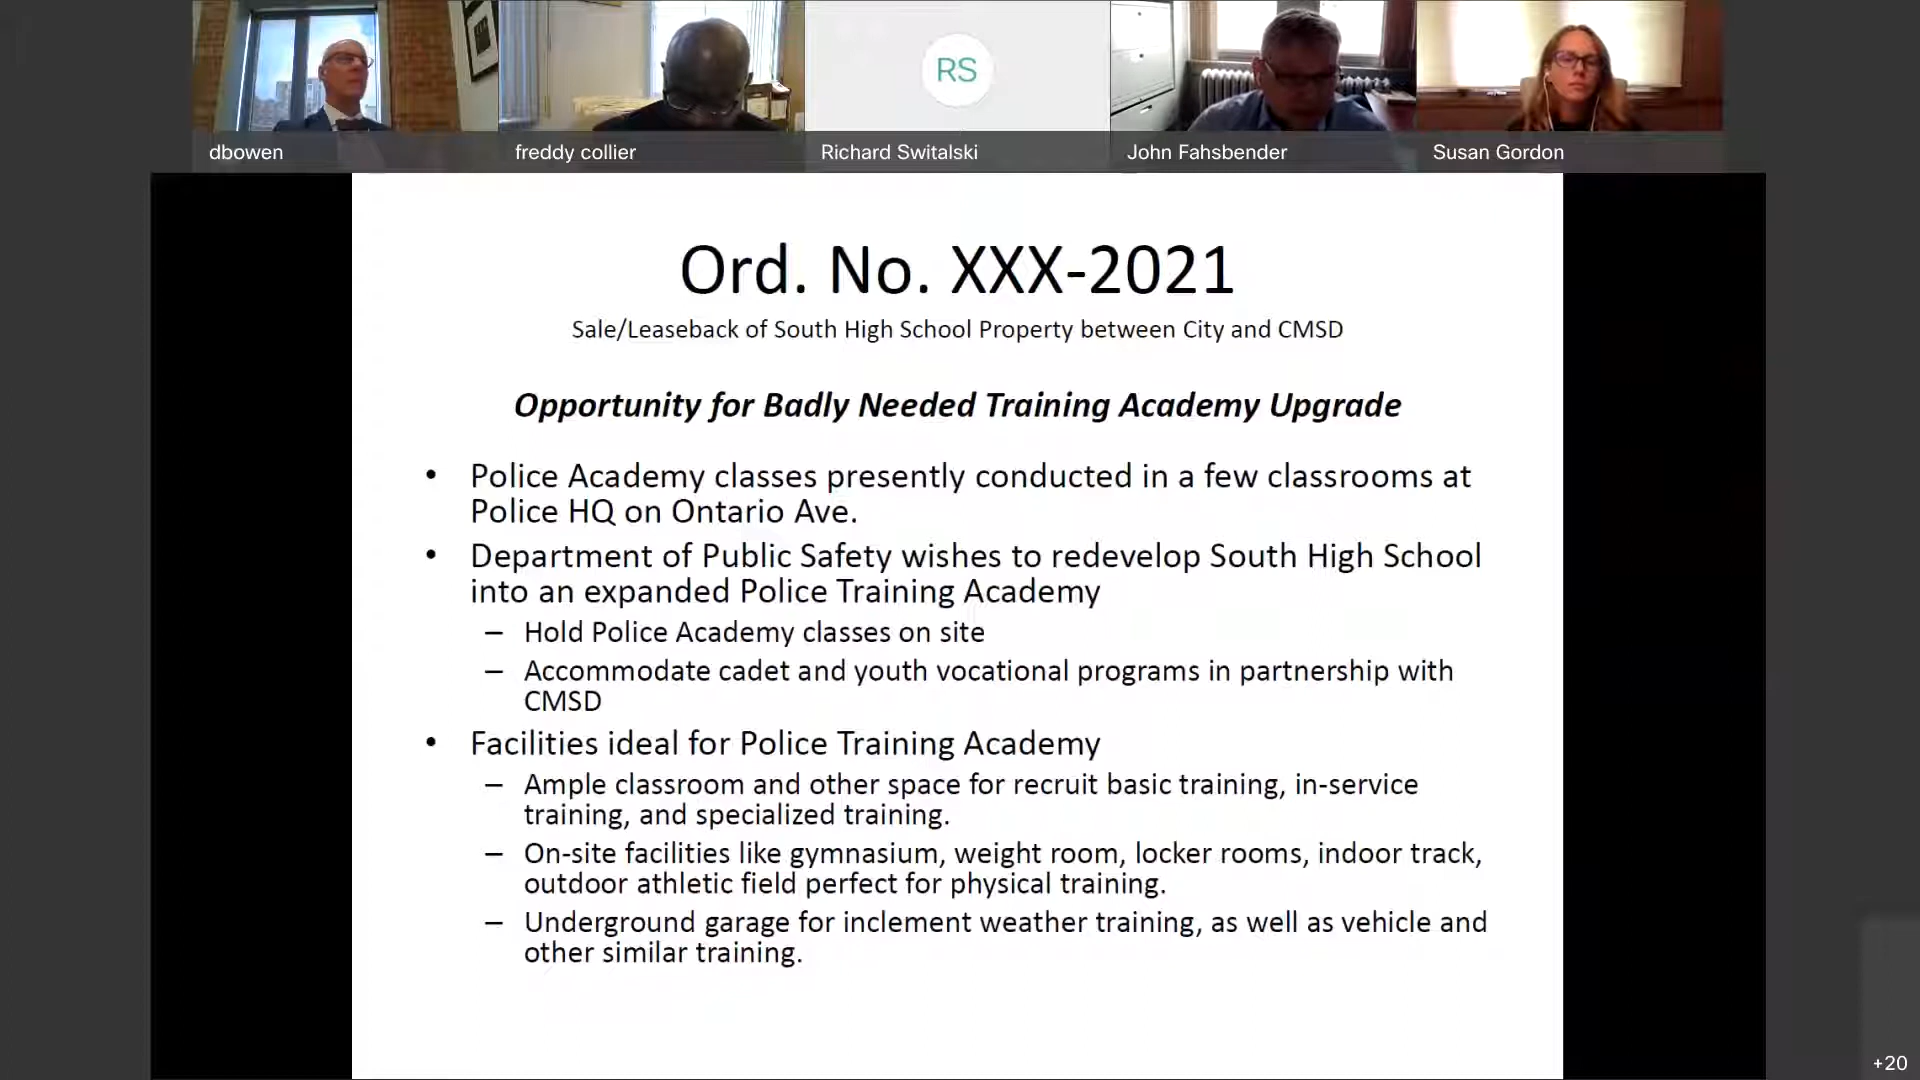 RS
dbowen
freddy collier
Richard Switalski
John Fahsbender
Susan Gordon
Ord. No. XXX-2021
Sale/Leaseback of South High School Property between City and CMSD
Opportunity for Badly Needed Training Academy Upgrade
• Police Academy classes presently conducted in a few classrooms at
Police HQ on Ontario Ave.
• Department of Public Safety wishes to redevelop South High School
into an expanded Police Training Academy
– Hold Police Academy classes on site
– Accommodate cadet and youth vocational programs in partnership with
CMSD
• Facilities ideal for Police Training Academy
– Ample classroom and other space for recruit basic training, in-service
training, and specialized training.
– On-site facilities like gymnasium, weight room, locker rooms, indoor track,
outdoor athletic field perfect for physical training.
– Underground garage for inclement weather training, as well as vehicle and
other similar training.
+20